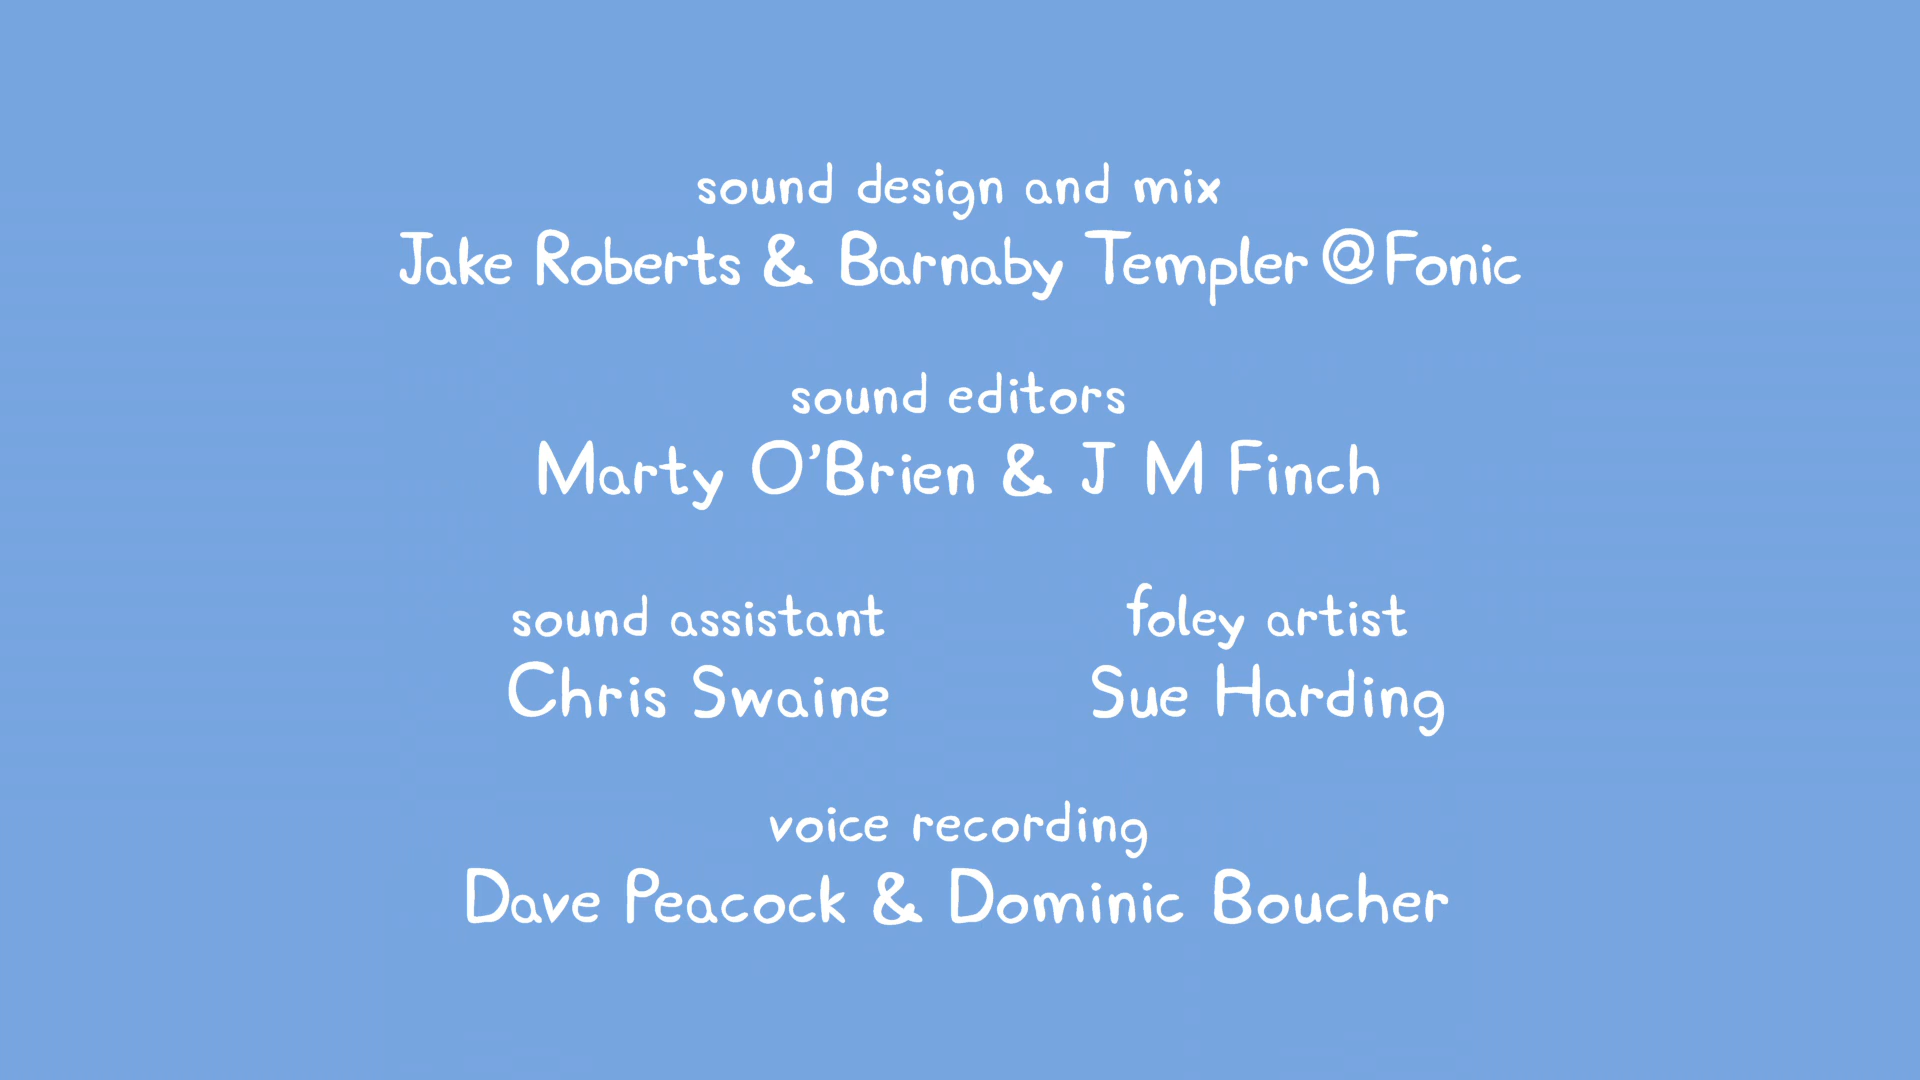 sound design and mix
Jake Roberts & Barnaby Templer @Fonic
sound editors
Marty O'Brien & J M Finch
sound assistant
Chris Swaine
foley artist
Sue Harding
voice recording
Dave Peacock & Dominic Boucher